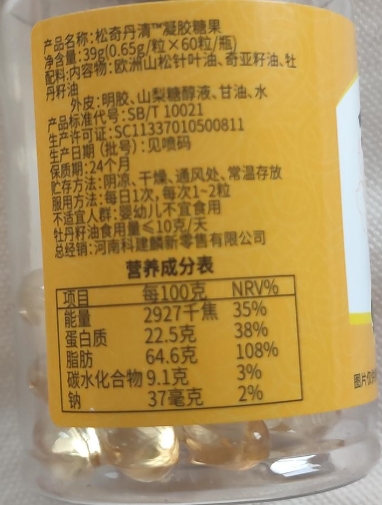 产品名称:松奇丹清™凝胶糖果
净含量:39g(0.65g/粒×60粒/瓶)
配料:内容物:欧洲山松针叶油、奇亚籽油、牡
丹籽油
外皮:明胶、山梨糖醇液、甘油、水
产品标准代号:SB/T 10021
生产许可证:SC11337010500811
生产日期(批号):见喷码
保质期:24个月
贮存方法:阴凉、干燥、通风处、常温存放
服用方法:每日1次,每次1~2粒
不适宜人群:婴幼儿不宜食用
牡丹籽油食用量≤10克/天
总经销:河南科建麟新零售有限公司
营养成分表
项目 每100克 NRV%
能量 2927千焦 35%
蛋白质 22.5克 38%
脂肪 64.6克 108%
碳水化合物 9.1克 3%
钠 37毫克 2%
图片仅